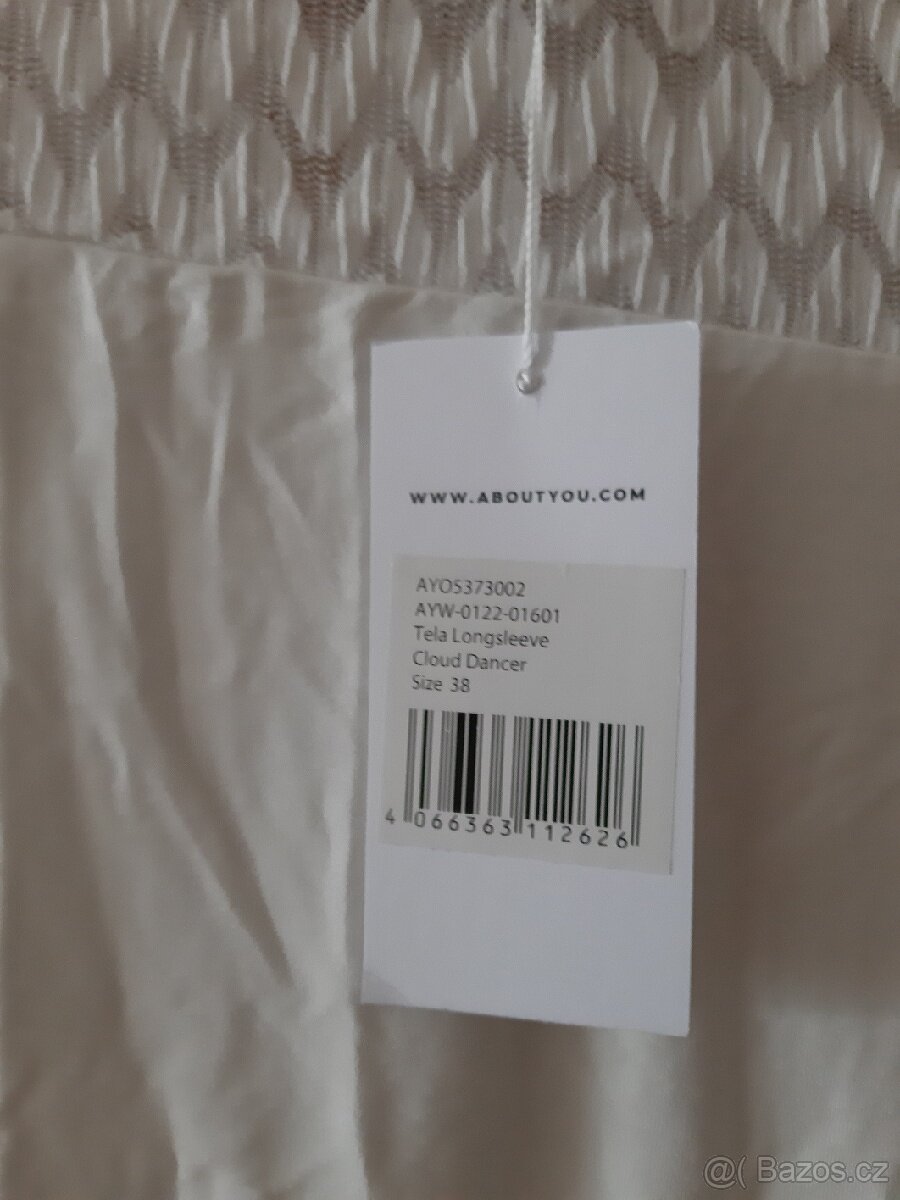 WWW.ABOUTYOU.COM
AYO5373002
AYW-0122-01601
Tela Longsleeve
Cloud Dancer
Size 38
4 066363 112626
@( Bazos.cz